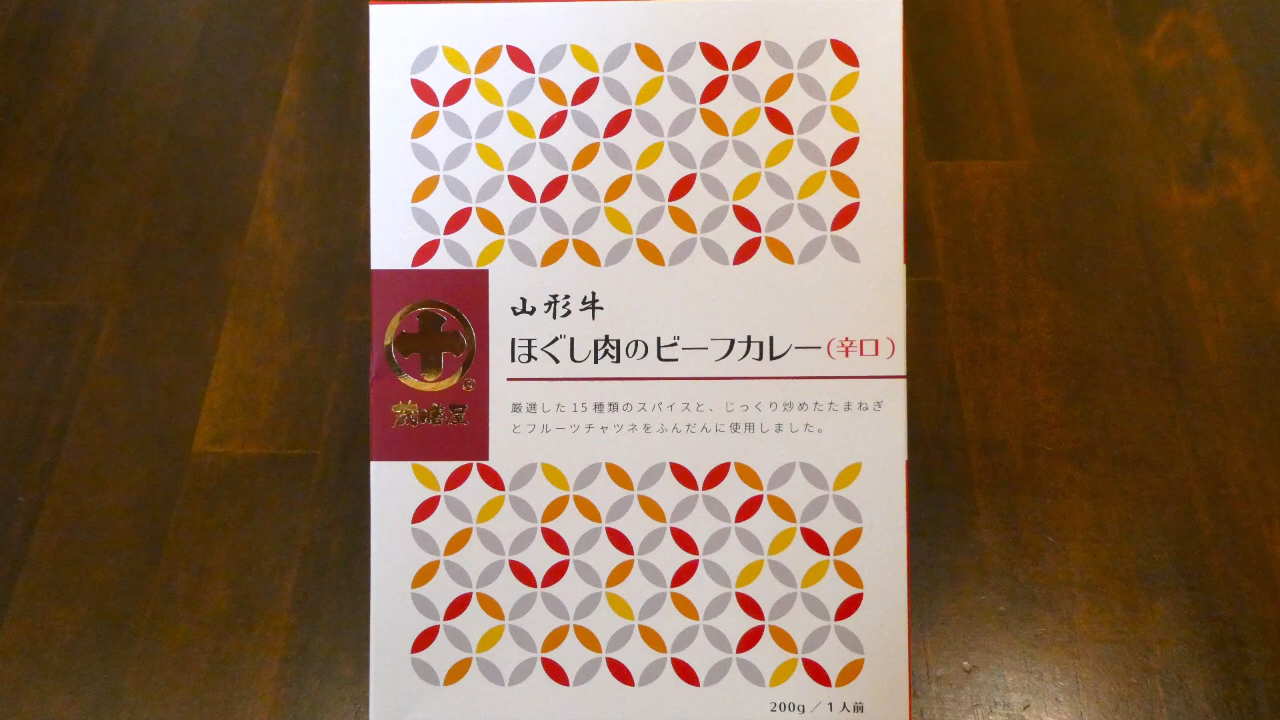 山形牛
ほぐし肉のビーフカレー(辛口)
十
®
厳選した15種類のスパイスと、じっくり炒めたたまねぎ
とフルーツチャツネをふんだんに使用しました。
200g／1人前